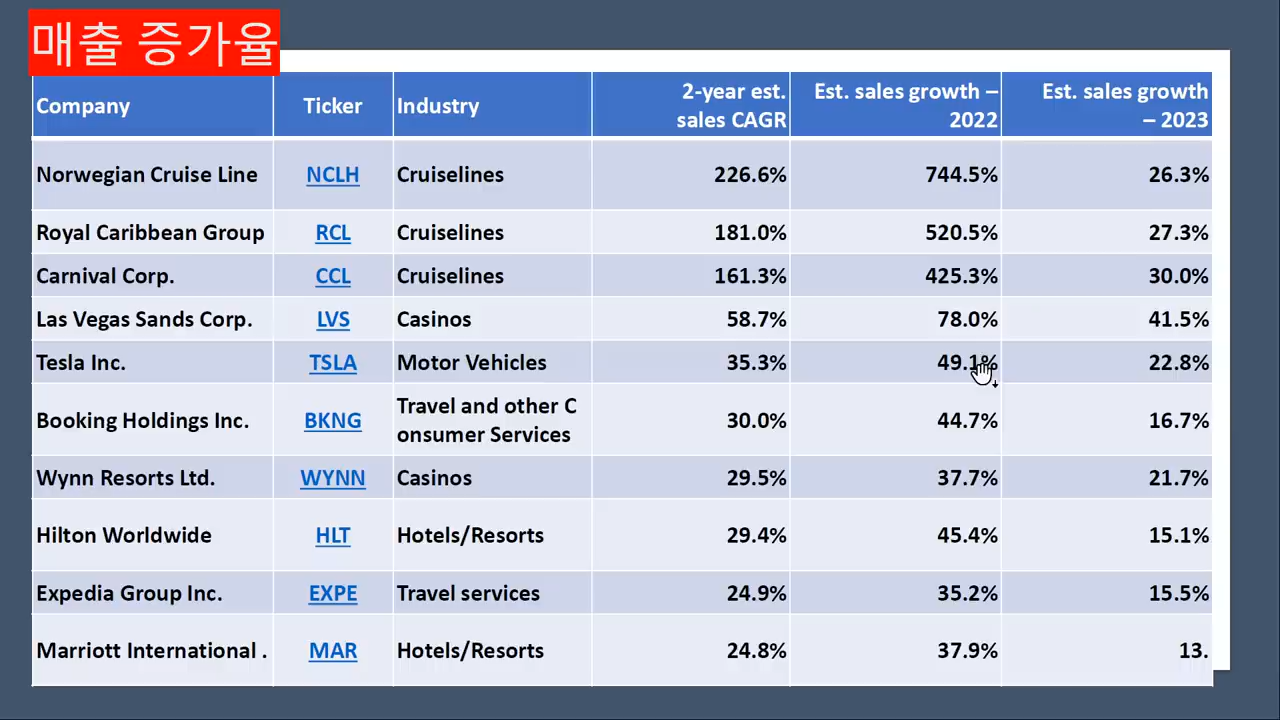 매출 증가율
Company Ticker Industry 2-year est. sales CAGR Est. sales growth – 2022 Est. sales growth – 2023
Norwegian Cruise Line NCLH Cruiselines 226.6% 744.5% 26.3%
Royal Caribbean Group RCL Cruiselines 181.0% 520.5% 27.3%
Carnival Corp. CCL Cruiselines 161.3% 425.3% 30.0%
Las Vegas Sands Corp. LVS Casinos 58.7% 78.0% 41.5%
Tesla Inc. TSLA Motor Vehicles 35.3% 49.1% 22.8%
Booking Holdings Inc. BKNG Travel and other C onsumer Services 30.0% 44.7% 16.7%
Wynn Resorts Ltd. WYNN Casinos 29.5% 37.7% 21.7%
Hilton Worldwide HLT Hotels/Resorts 29.4% 45.4% 15.1%
Expedia Group Inc. EXPE Travel services 24.9% 35.2% 15.5%
Marriott International . MAR Hotels/Resorts 24.8% 37.9% 13.